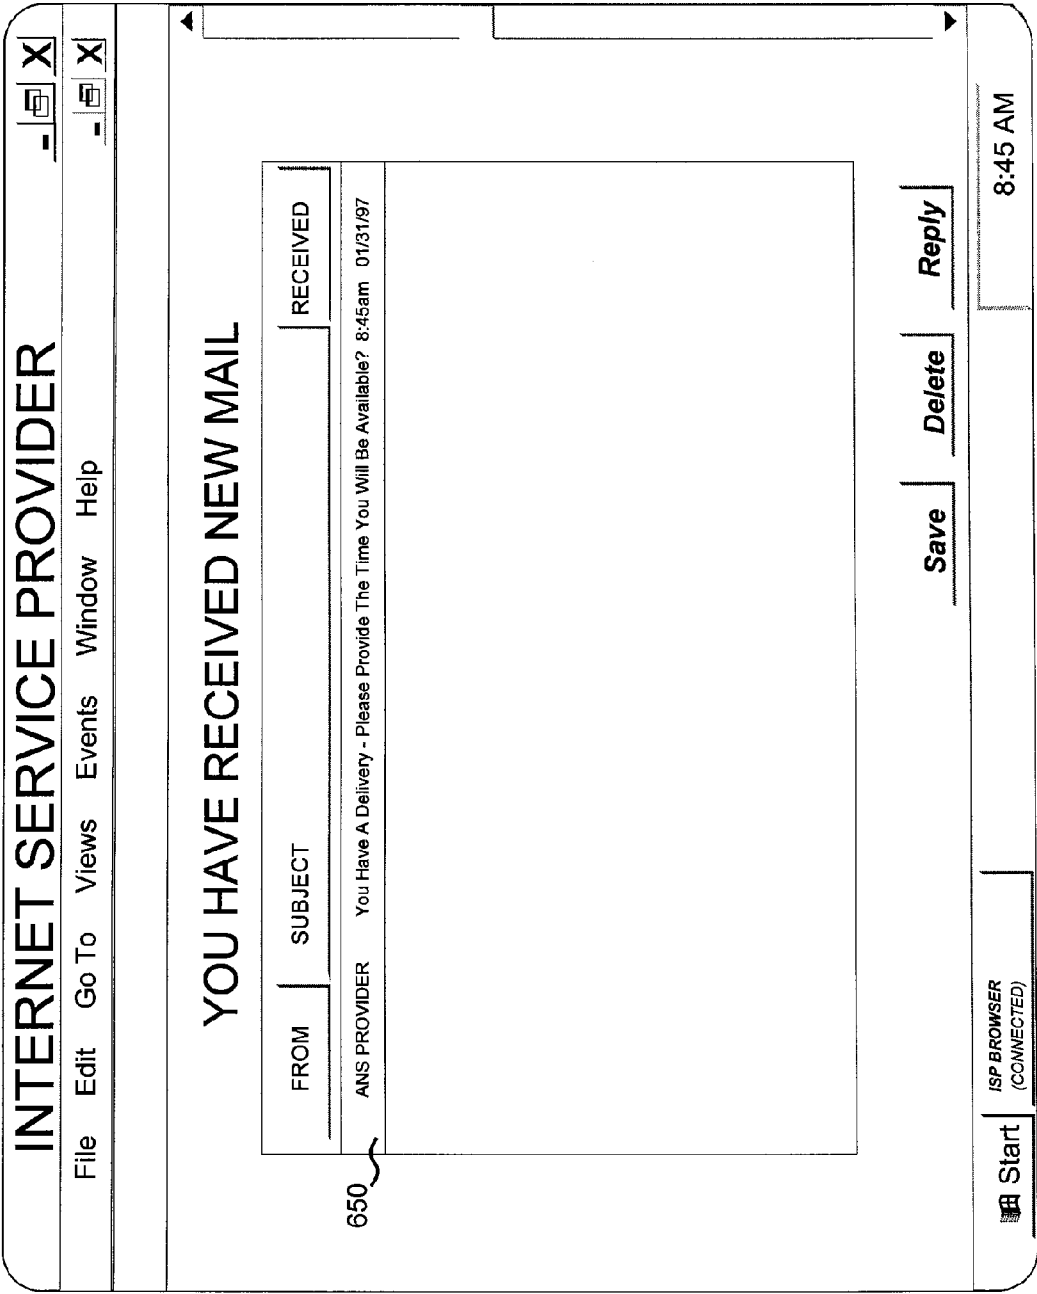 INTERNET SERVICE PROVIDER
File Edit Go To Views Events Window Help
YOU HAVE RECEIVED NEW MAIL
FROM SUBJECT RECEIVED
ANS PROVIDER You Have A Delivery - Please Provide The Time You Will Be Available? 8:45am 01/31/97
650
Save Delete Reply
Start ISP BROWSER 8:45 AM
(CONNECTED)